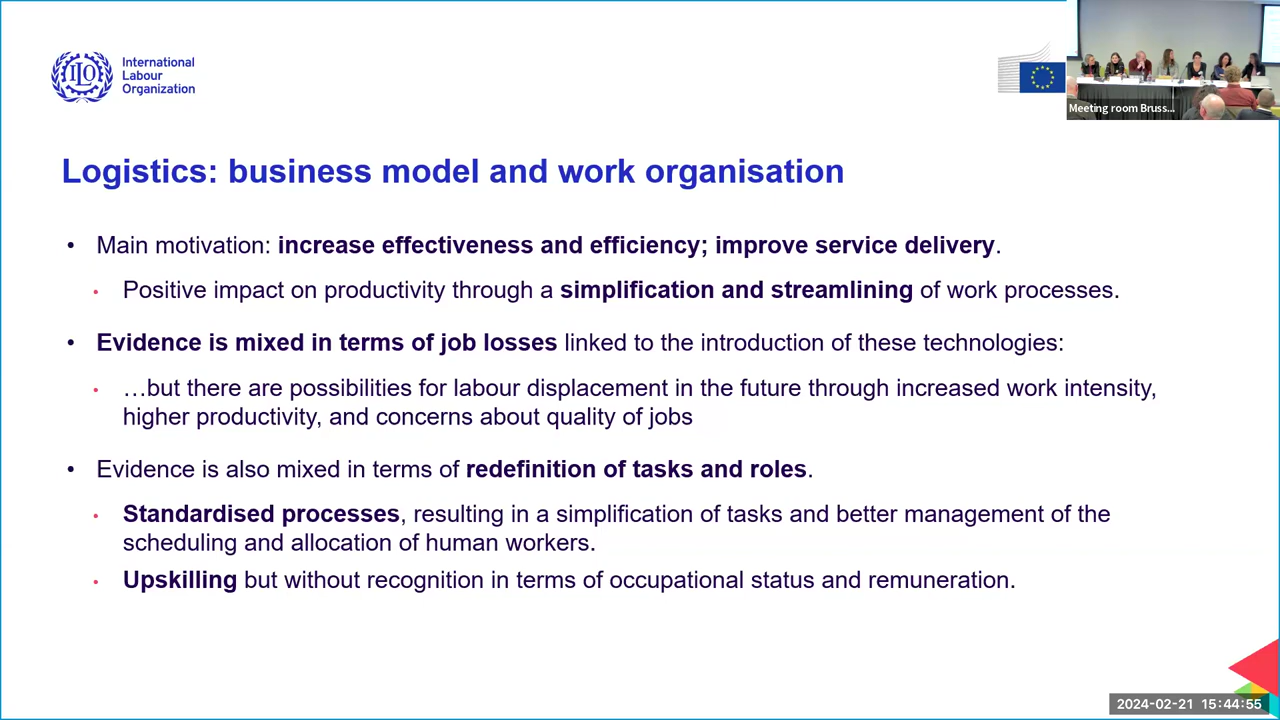 International
Labour
Organization
Meeting room Bruss...
Logistics: business model and work organisation
• Main motivation: increase effectiveness and efficiency; improve service delivery.
• Positive impact on productivity through a simplification and streamlining of work processes.
• Evidence is mixed in terms of job losses linked to the introduction of these technologies:
• …but there are possibilities for labour displacement in the future through increased work intensity,
higher productivity, and concerns about quality of jobs
• Evidence is also mixed in terms of redefinition of tasks and roles.
• Standardised processes, resulting in a simplification of tasks and better management of the
scheduling and allocation of human workers.
• Upskilling but without recognition in terms of occupational status and remuneration.
2024-02-21 15:44:55